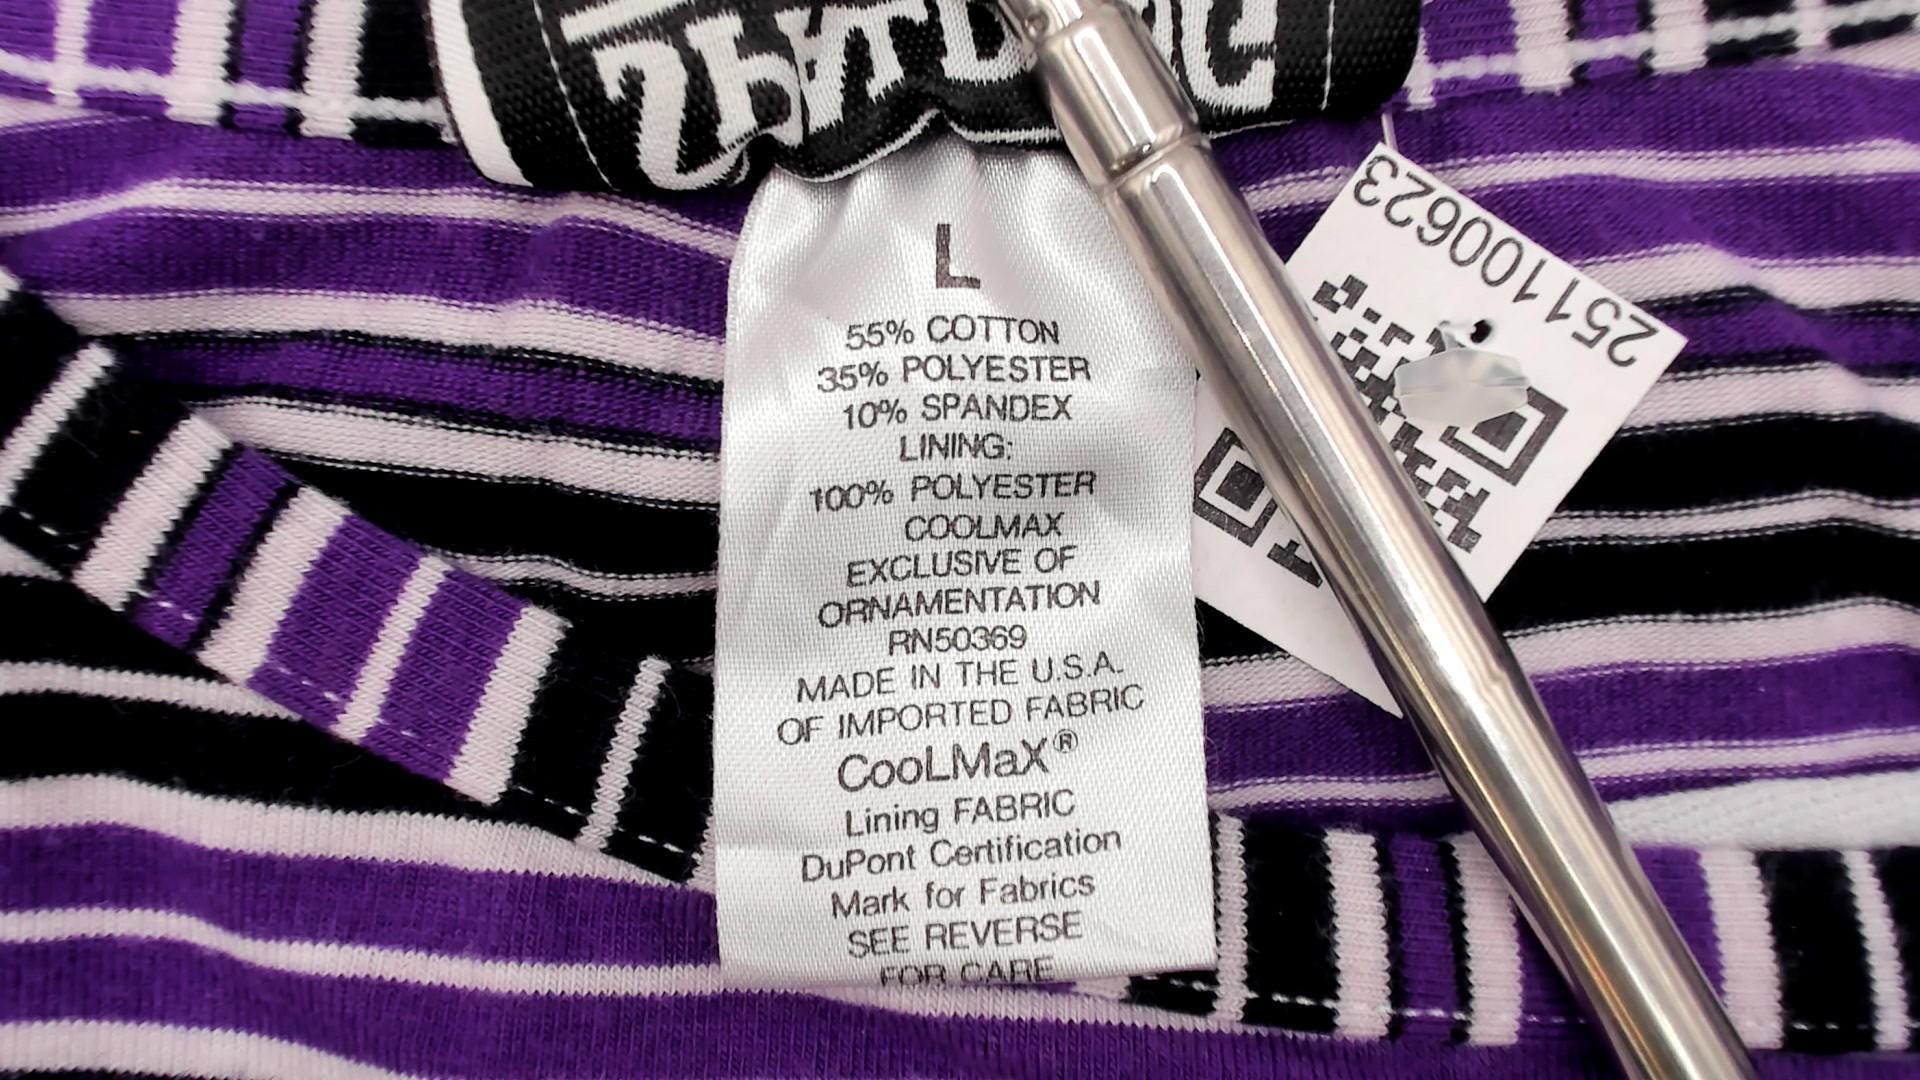 L
55% COTTON
35% POLYESTER
10% SPANDEX
LINING:
100% POLYESTER
COOLMAX
EXCLUSIVE OF
ORNAMENTATION
RN50369
MADE IN THE U.S.A.
OF IMPORTED FABRIC
CooLMaX®
Lining FABRIC
DuPont Certification
Mark for Fabrics
SEE REVERSE
FOR CARE
251100623